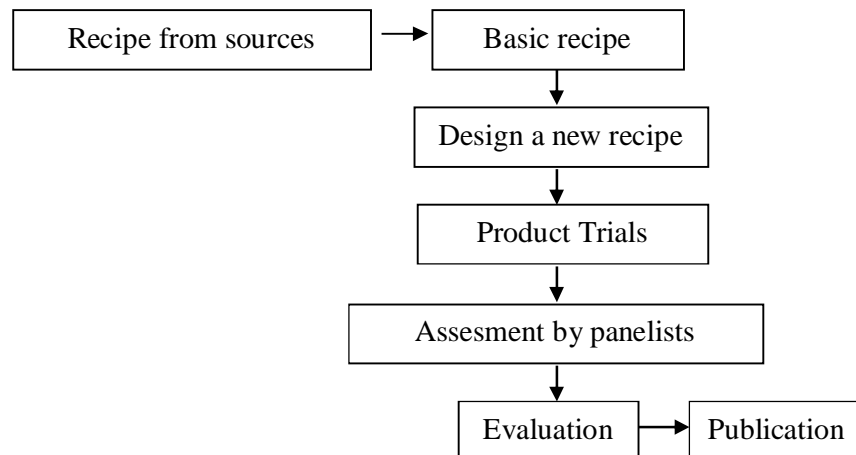 Recipe from sources
Basic recipe
Design a new recipe
Product Trials
Assesment by panelists
Evaluation
Publication